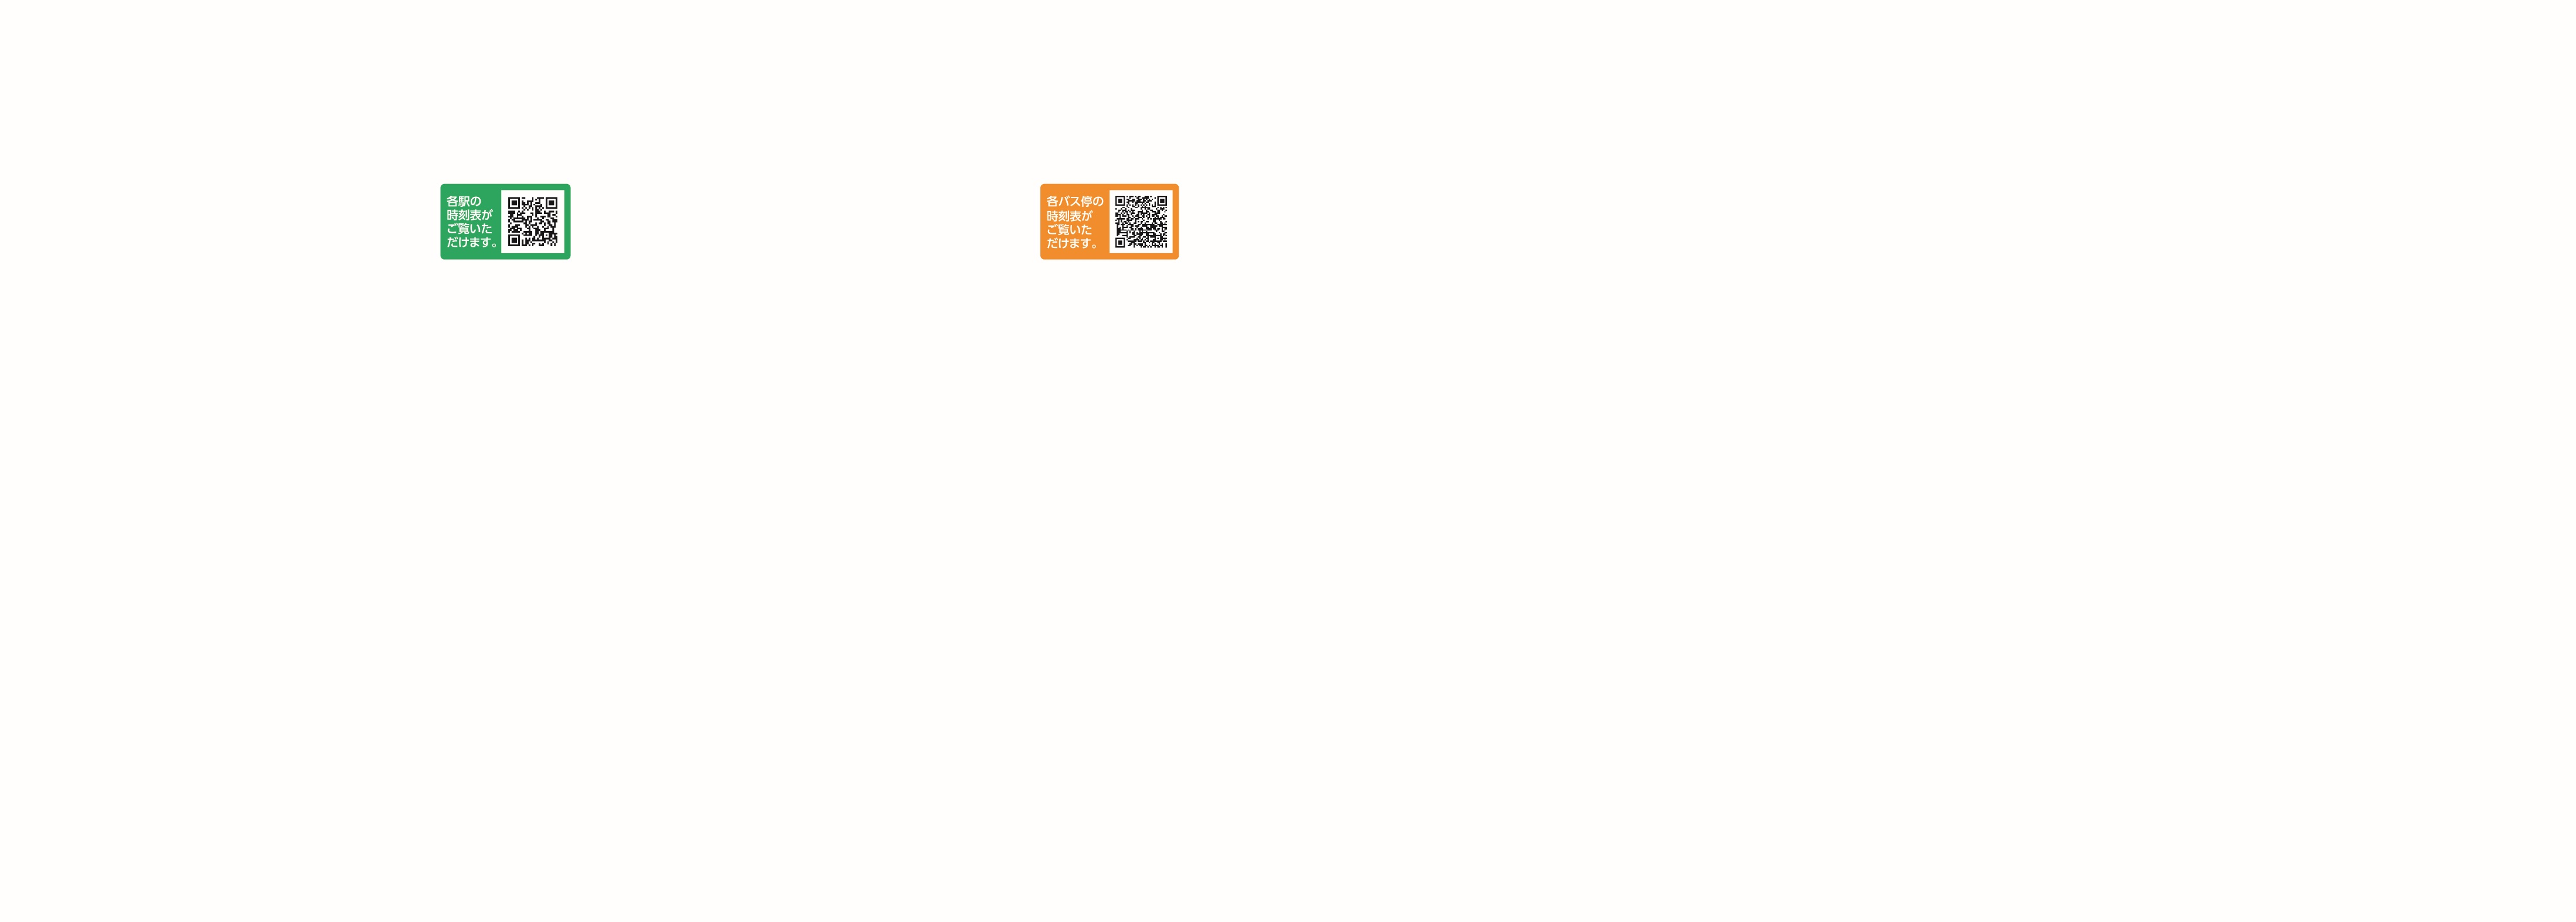 各駅の
時刻表が
ご覧いた
だけます。
各バス停の
時刻表が
ご覧いた
だけます。